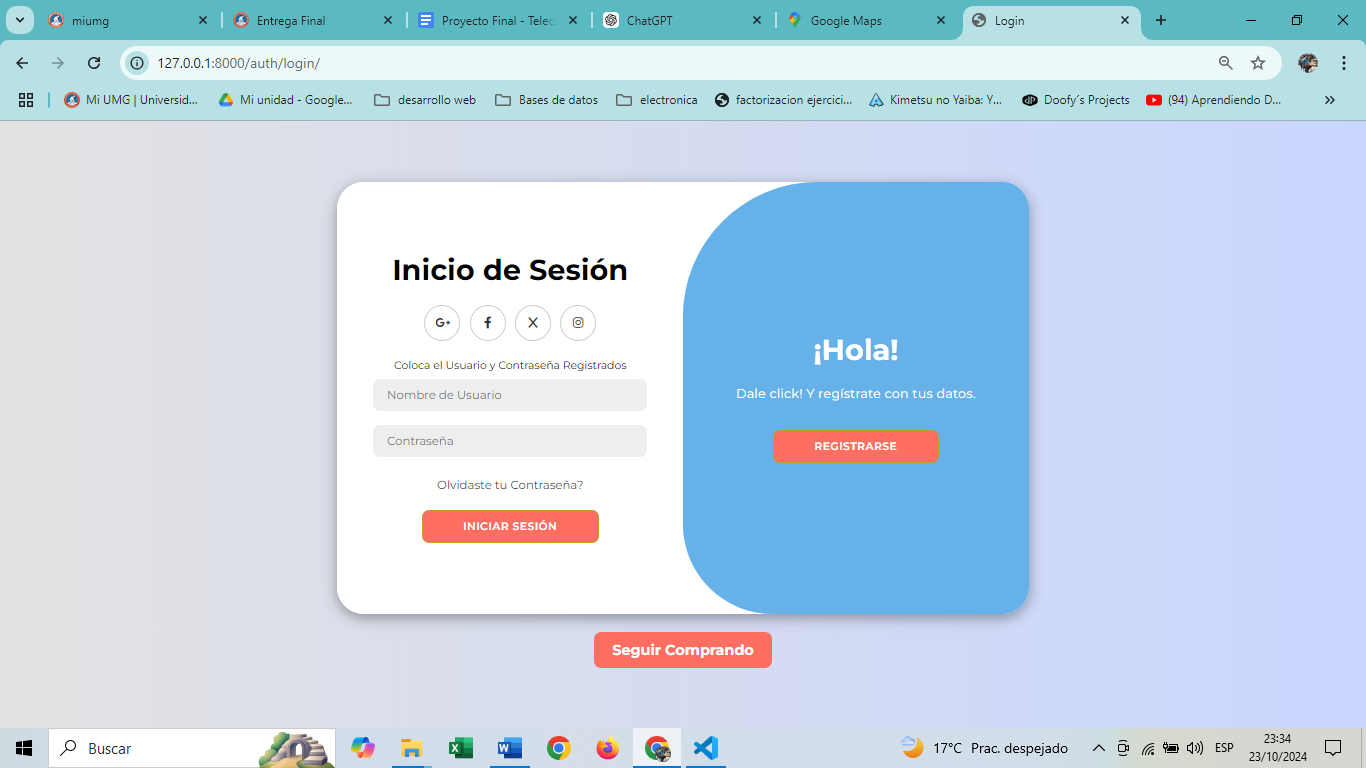 miumg
Entrega Final
Proyecto Final - Telec
ChatGPT
Google Maps
Login
127.0.0.1:8000/auth/login/
Mi UMG | Universid...
Mi unidad - Google...
desarrollo web
Bases de datos
electronica
factorizacion ejercici...
Kimetsu no Yaiba: Y...
Doofy´s Projects
(94) Aprendiendo D...
Inicio de Sesión
G+
f
X
Coloca el Usuario y Contraseña Registrados
Nombre de Usuario
Contraseña
Olvidaste tu Contraseña?
INICIAR SESIÓN
¡Hola!
Dale click! Y regístrate con tus datos.
REGISTRARSE
Seguir Comprando
Buscar
17°C Prac. despejado
ESP
23:34
23/10/2024